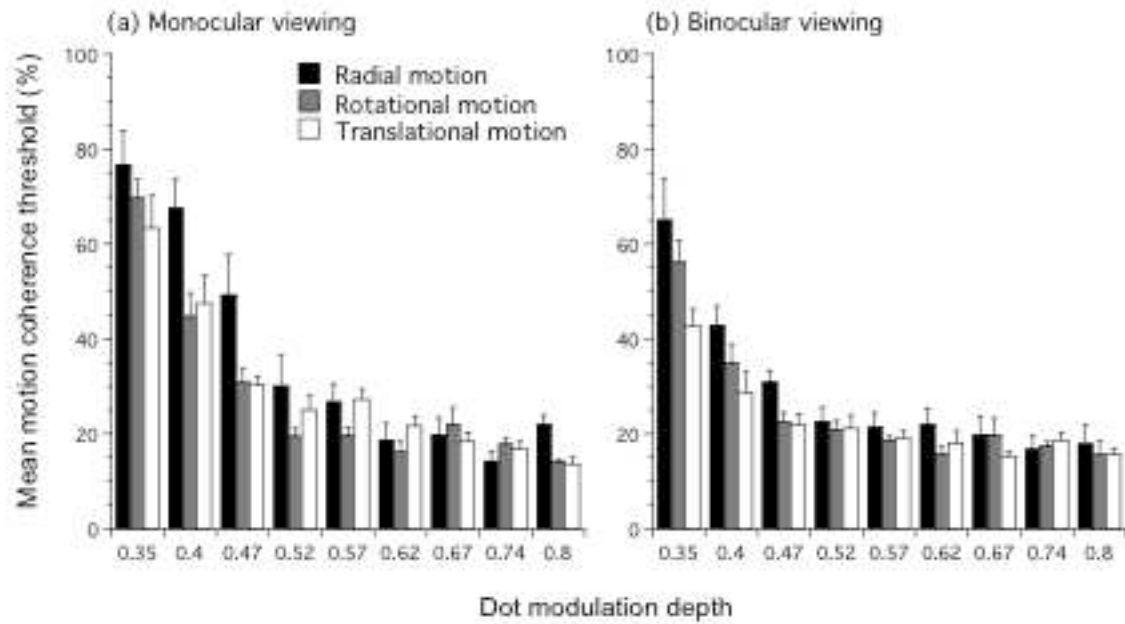 (a) Monocular viewing
(b) Binocular viewing
Mean motion coherence threshold (%)
100
80
60
40
20
0
Radial motion
Rotational motion
Translational motion
0.35 0.4 0.47 0.52 0.57 0.62 0.67 0.74 0.8
100
80
60
40
20
0
0.35 0.4 0.47 0.52 0.57 0.62 0.67 0.74 0.8
Dot modulation depth